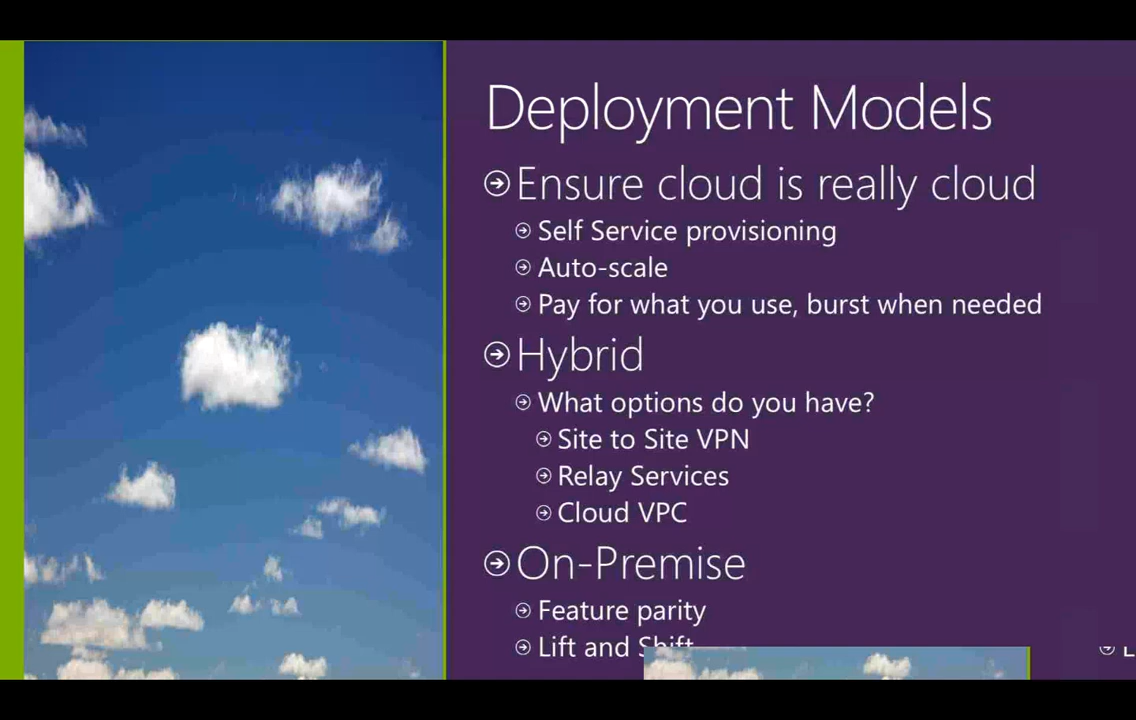 Deployment Models
Ensure cloud is really cloud
Self Service provisioning
Auto-scale
Pay for what you use, burst when needed
Hybrid
What options do you have?
Site to Site VPN
Relay Services
Cloud VPC
On-Premise
Feature parity
Lift and Shift